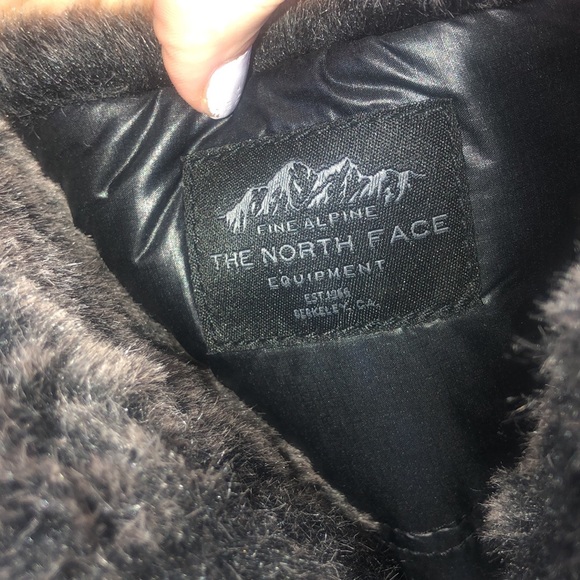 FINE ALPINE
THE NORTH FACE
EQUIPMENT
EST.1966
BERKELEY, CA.